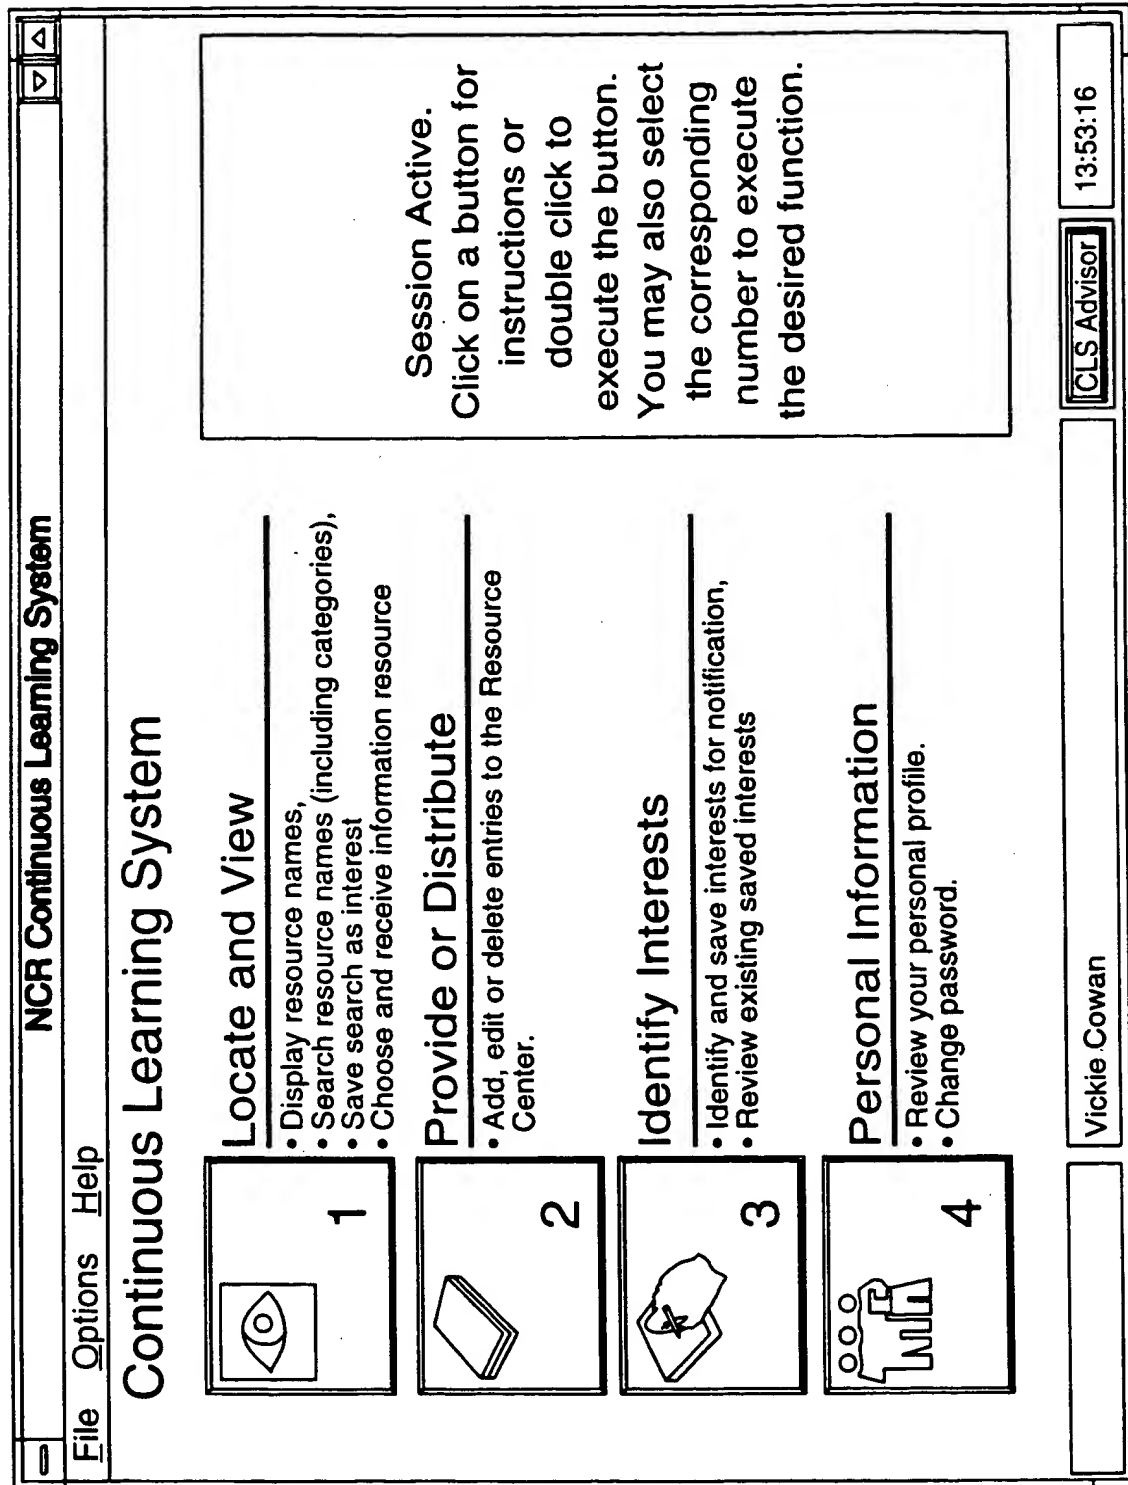 NCR Continuous Learning System
File Options Help
Continuous Learning System
1
Locate and View
• Display resource names,
• Search resource names (including categories),
• Save search as interest
• Choose and receive information resource
2
Provide or Distribute
• Add, edit or delete entries to the Resource
Center.
3
Identify Interests
• Identify and save interests for notification,
• Review existing saved interests
4
Personal Information
• Review your personal profile.
• Change password.
Session Active.
Click on a button for
instructions or
double click to
execute the button.
You may also select
the corresponding
number to execute
the desired function.
Vickie Cowan
CLS Advisor
13:53:16